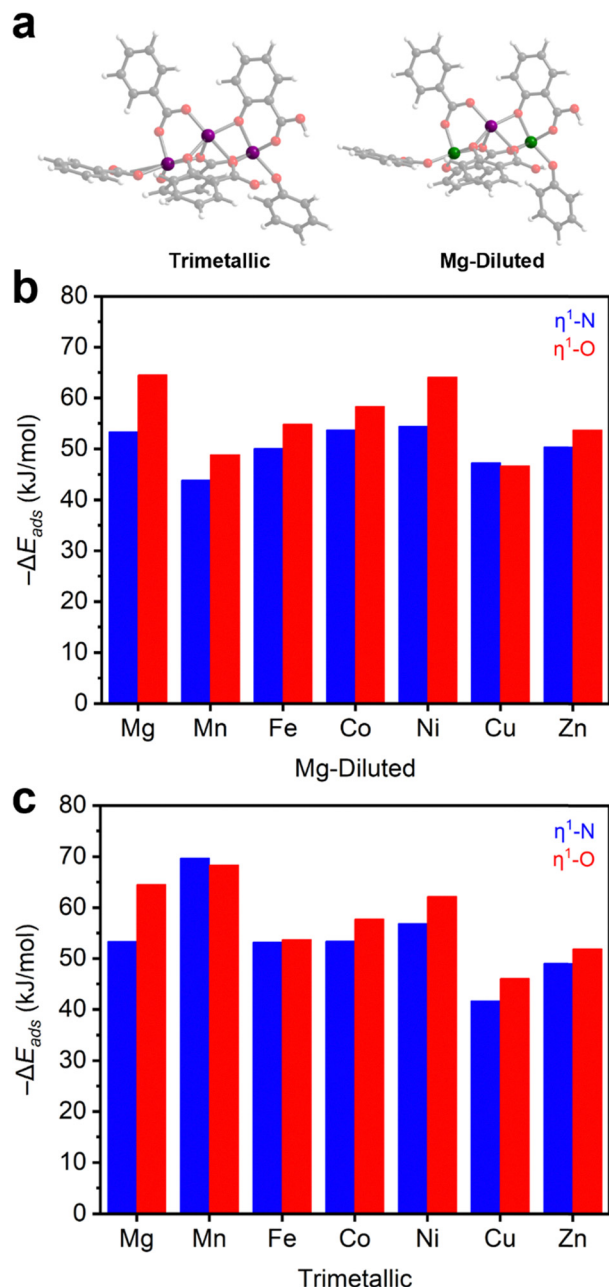 a
Trimetallic Mg-Diluted
b
η¹-N
η¹-O
80
70
60
50
40
30
20
10
0
−ΔE_ads (kJ/mol)
Mg Mn Fe Co Ni Cu Zn
Mg-Diluted
c
η¹-N
η¹-O
80
70
60
50
40
30
20
10
0
−ΔE_ads (kJ/mol)
Mg Mn Fe Co Ni Cu Zn
Trimetallic